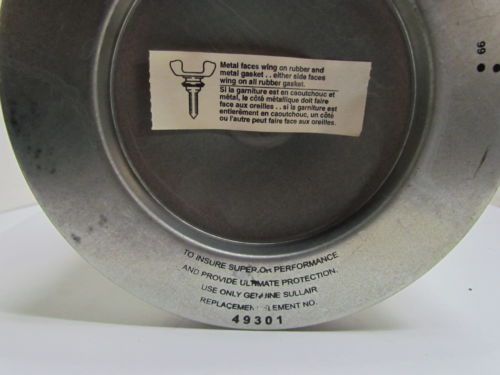 Metal faces wing on rubber and
metal gasket . . either side faces
wing on all rubber gasket.
Si la garniture est en caoutchouc et
métal, le côté métallique doit faire
face aux oreilles . . si la garniture est
entièrement en caoutchouc, un côté
ou l'autre peut faire face aux oreilles.
99
TO INSURE SUPERIOR PERFORMANCE
AND PROVIDE ULTIMATE PROTECTION.
USE ONLY GENUINE SULLAIR
REPLACEMENT ELEMENT NO.
49301